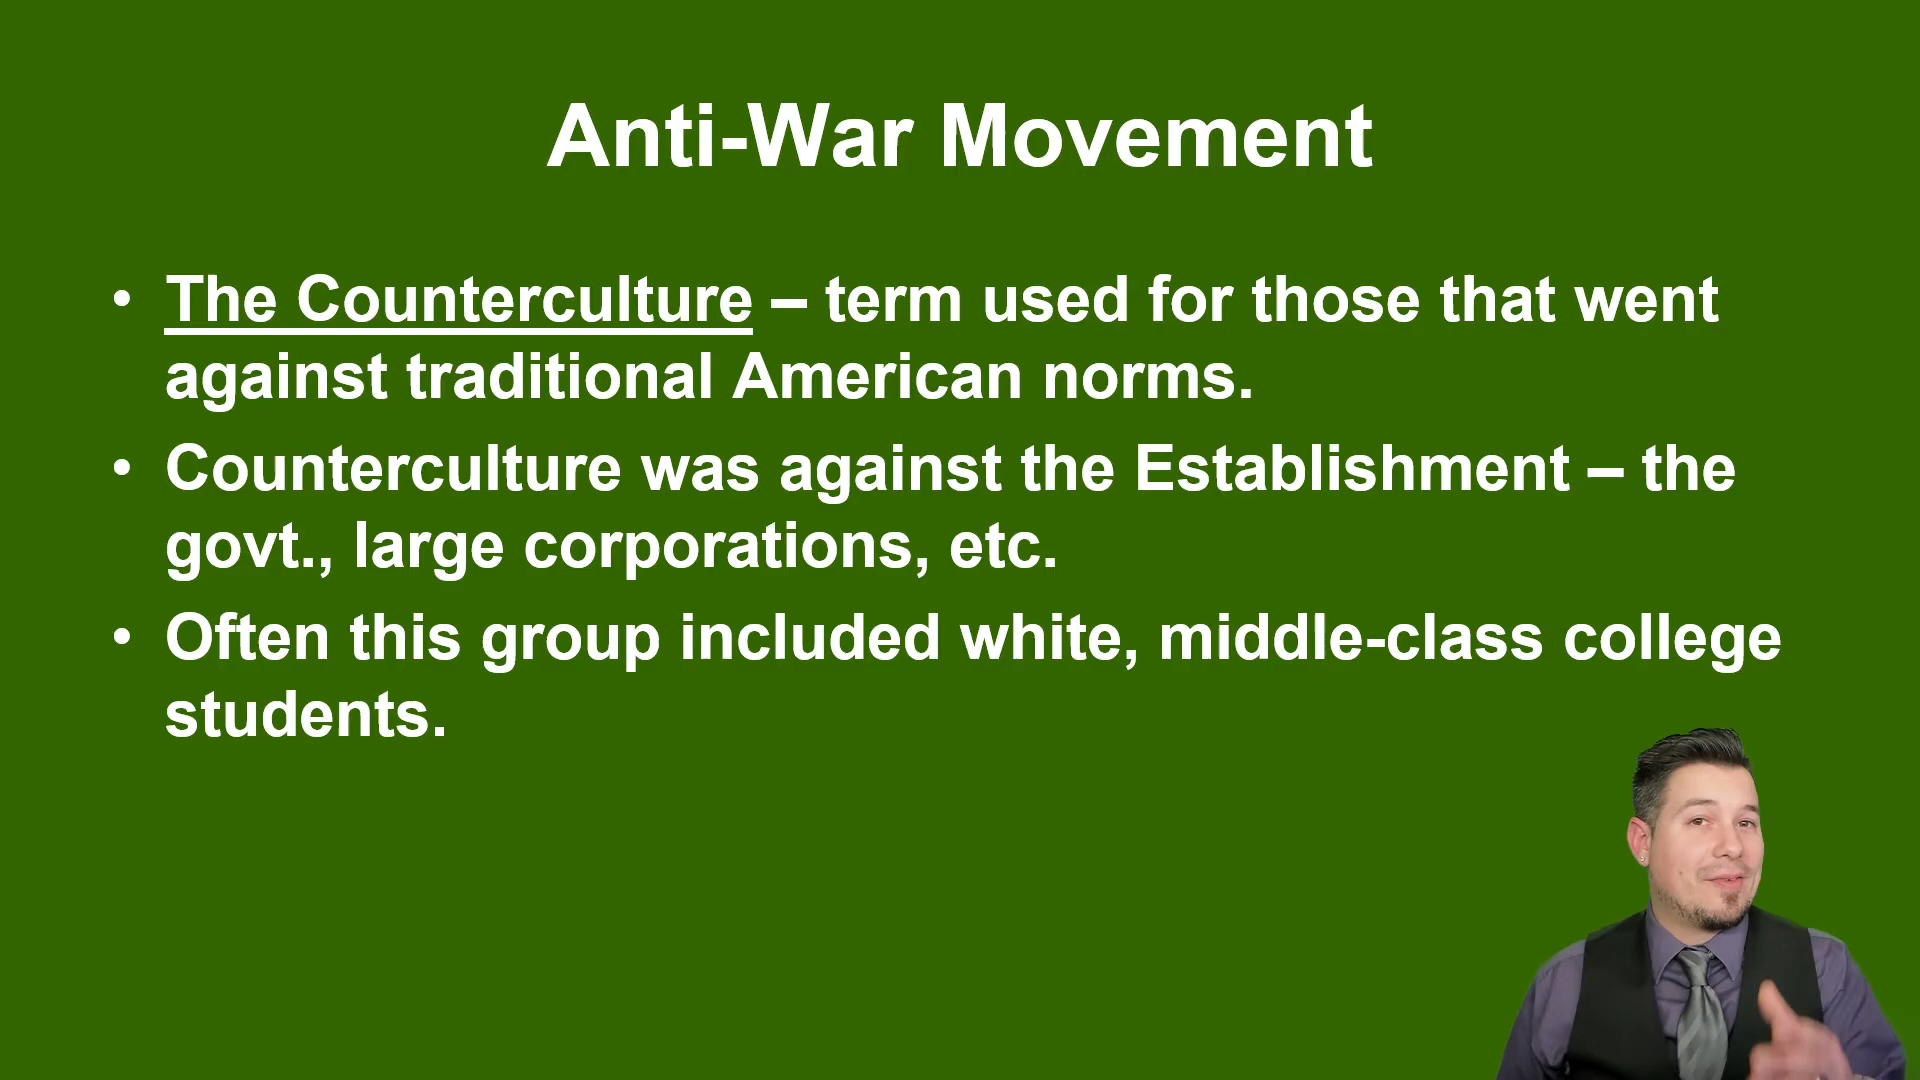 Anti-War Movement
• The Counterculture – term used for those that went
against traditional American norms.
• Counterculture was against the Establishment – the
govt., large corporations, etc.
• Often this group included white, middle-class college
students.